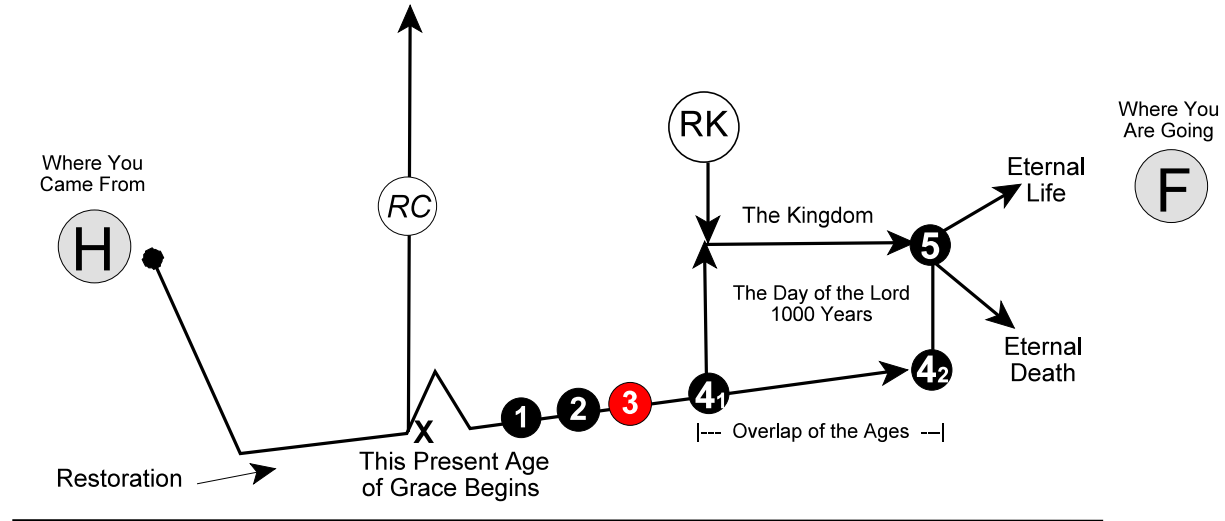 Where You
Came From
H
RC
RK
Where You
Are Going
F
Eternal
Life
The Kingdom
5
The Day of the Lord
1000 Years
Eternal
Death
1
2
3
41
42
X
|--- Overlap of the Ages ---|
This Present Age
of Grace Begins
Restoration